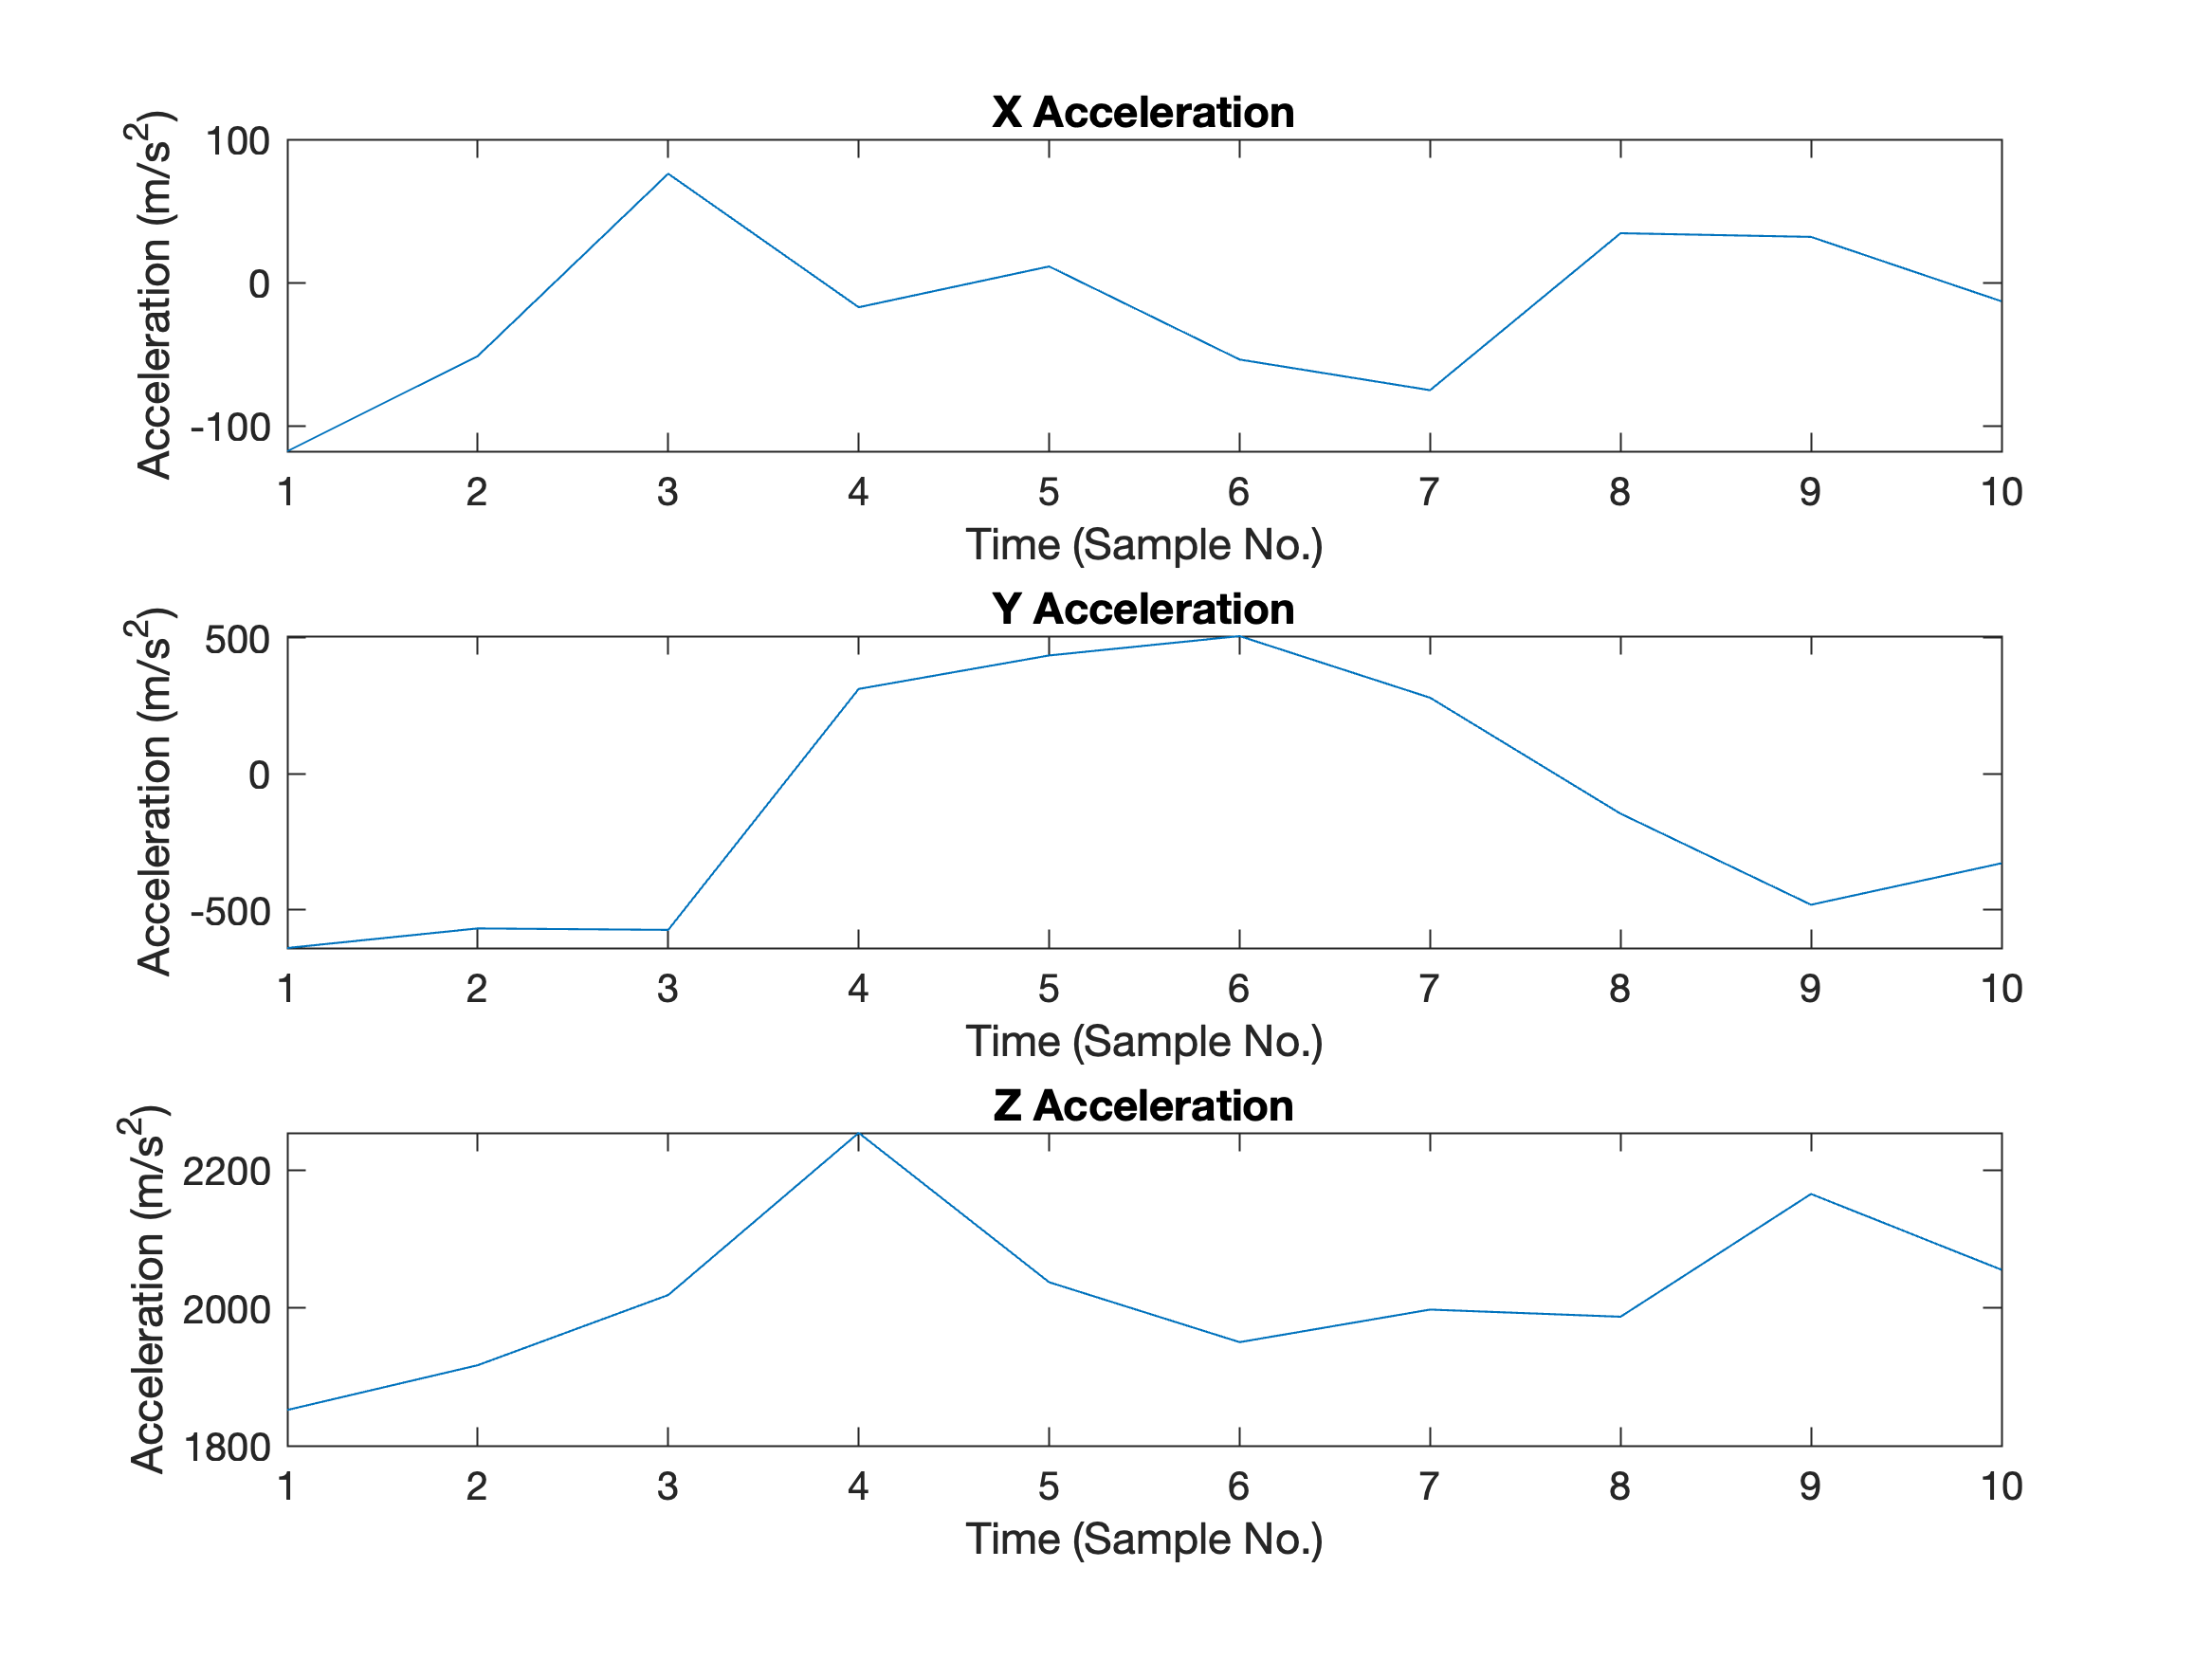 X Acceleration
Acceleration (m/s²)
100
0
-100
1 2 3 4 5 6 7 8 9 10
Time (Sample No.)
Y Acceleration
Acceleration (m/s²)
500
0
-500
1 2 3 4 5 6 7 8 9 10
Time (Sample No.)
Z Acceleration
Acceleration (m/s²)
2200
2000
1800
1 2 3 4 5 6 7 8 9 10
Time (Sample No.)